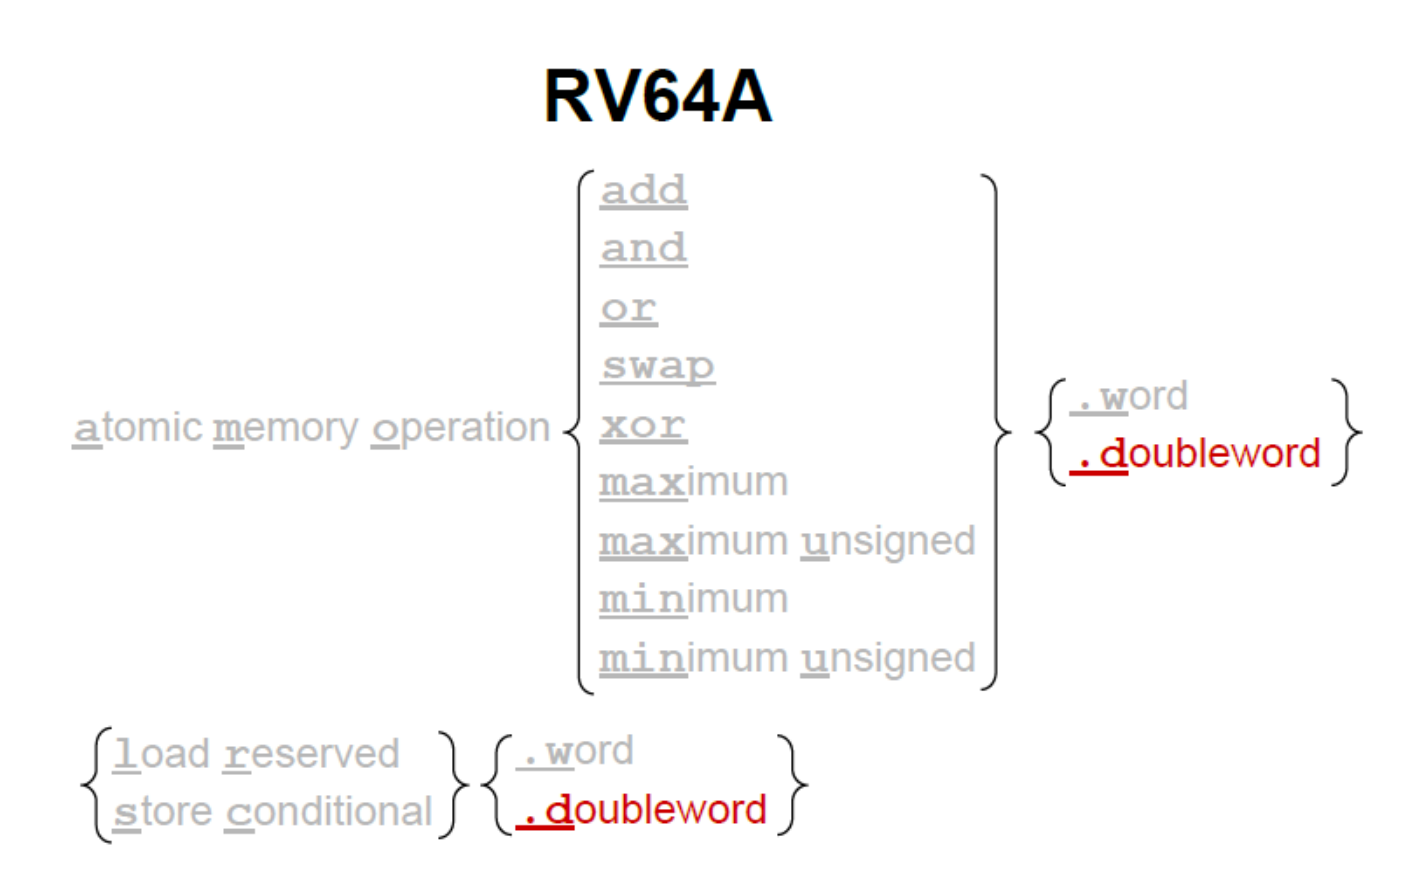 RV64A
add
and
or
swap
atomic memory operation
xor
maximum
maximum unsigned
minimum
minimum unsigned
.word
.doubleword
load reserved
store conditional
.word
.doubleword